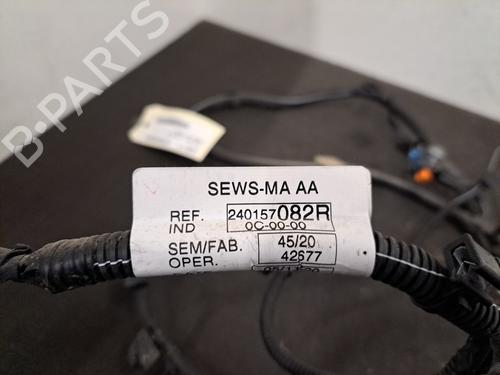 B-PARTS
SEWS-MA AA
REF. 240157082R
IND 0C-00-00
SEM/FAB. 45/20
OPER. 42677